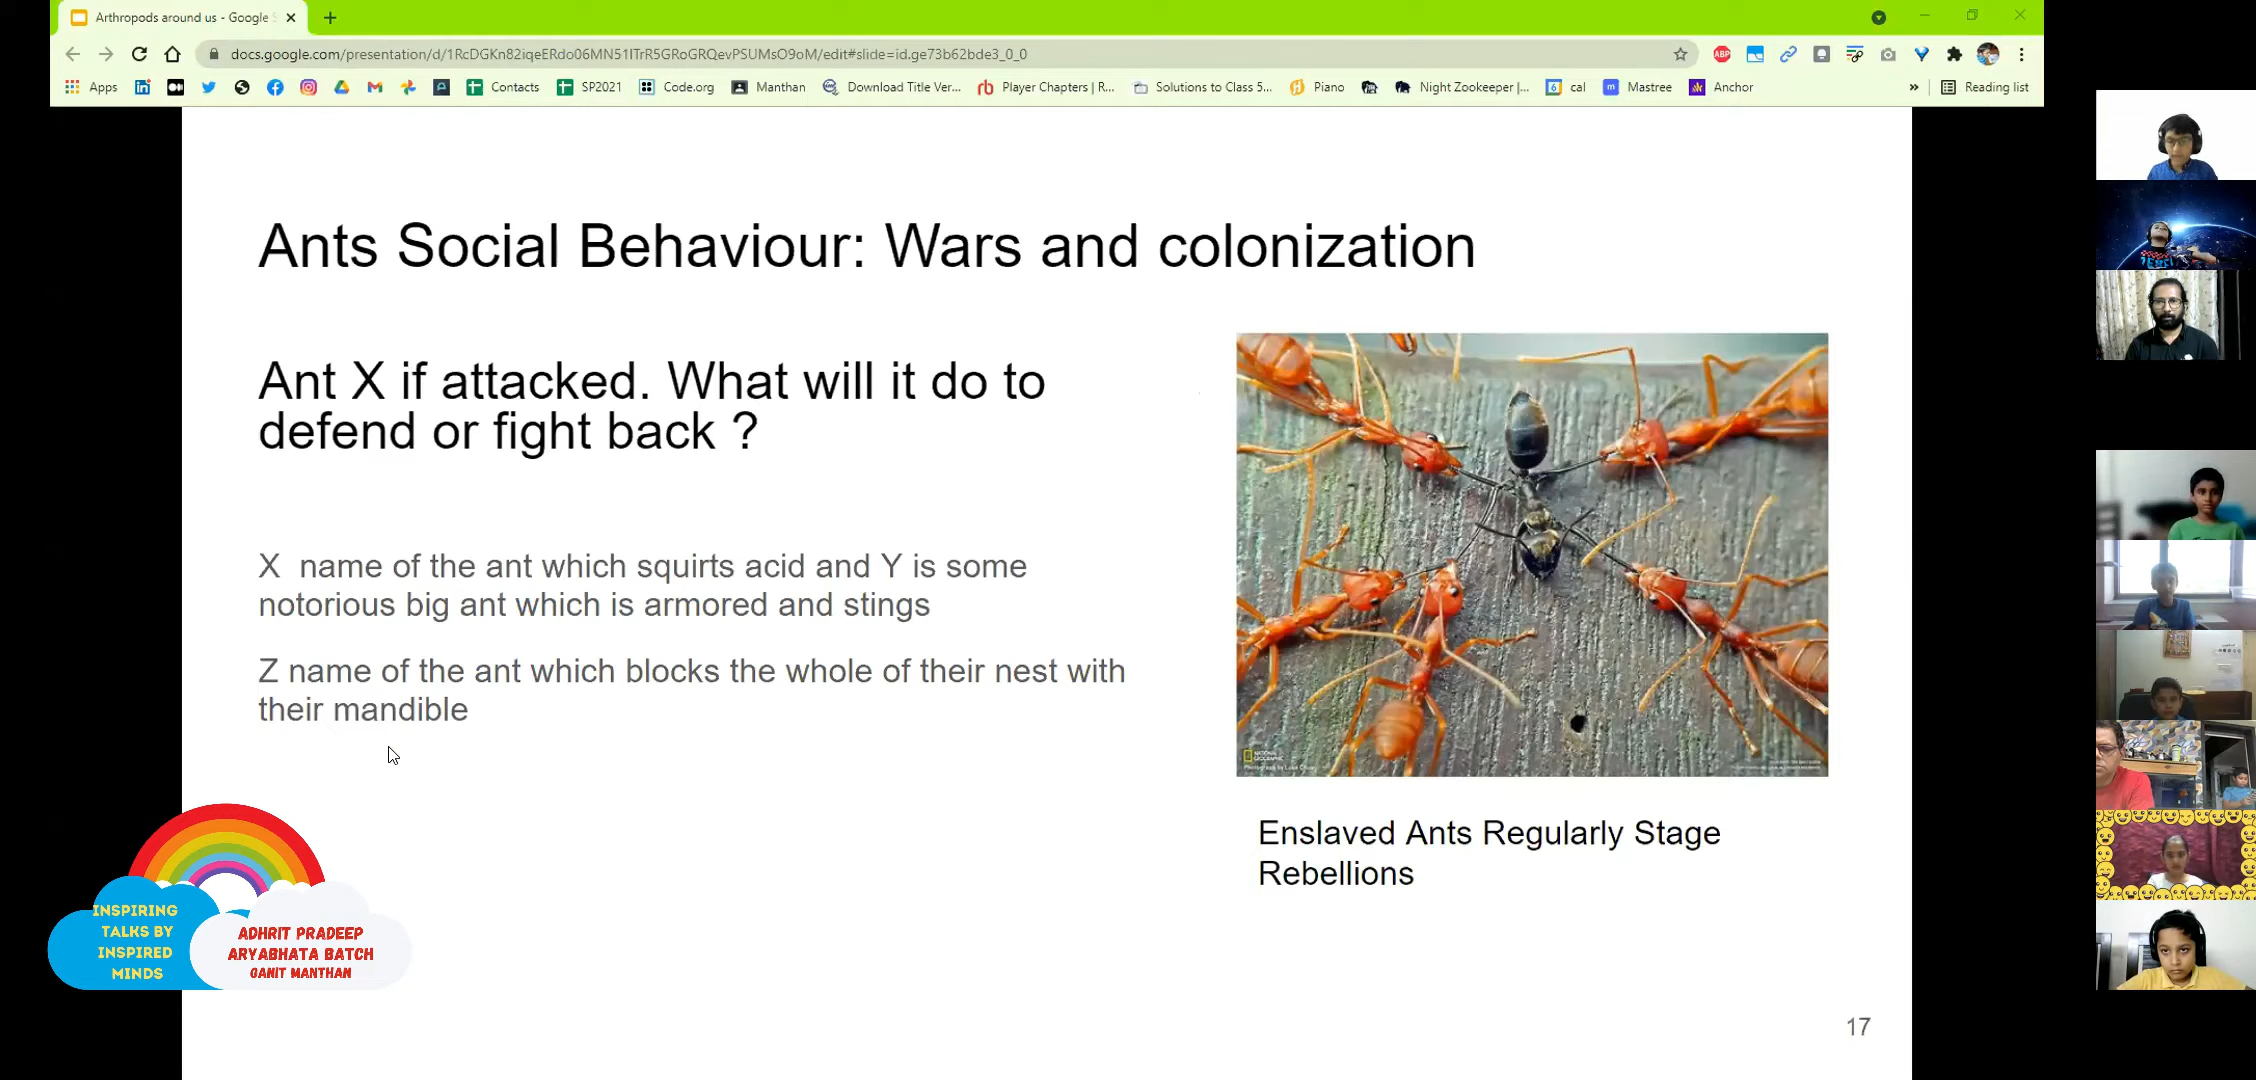 Arthropods around us - Google S
docs.google.com/presentation/d/1RcDGKn82iqeERdo06MN51ITrR5GRoGRQevPSUMsO9oM/edit#slide=id.ge73b62bde3_0_0
ABP
Apps Contacts SP2021 Code.org Manthan Download Title Ver... Player Chapters | R... Solutions to Class 5... Piano Night Zookeeper |... cal Mastree Anchor » Reading list
Ants Social Behaviour: Wars and colonization
Ant X if attacked. What will it do to
defend or fight back ?
X name of the ant which squirts acid and Y is some
notorious big ant which is armored and stings
Z name of the ant which blocks the whole of their nest with
their mandible
NATIONAL
GEOGRAPHIC
Enslaved Ants Regularly Stage
Rebellions
INSPIRING
TALKS BY
INSPIRED
MINDS
ADHRIT PRADEEP
ARYABHATA BATCH
GANIT MANTHAN
17